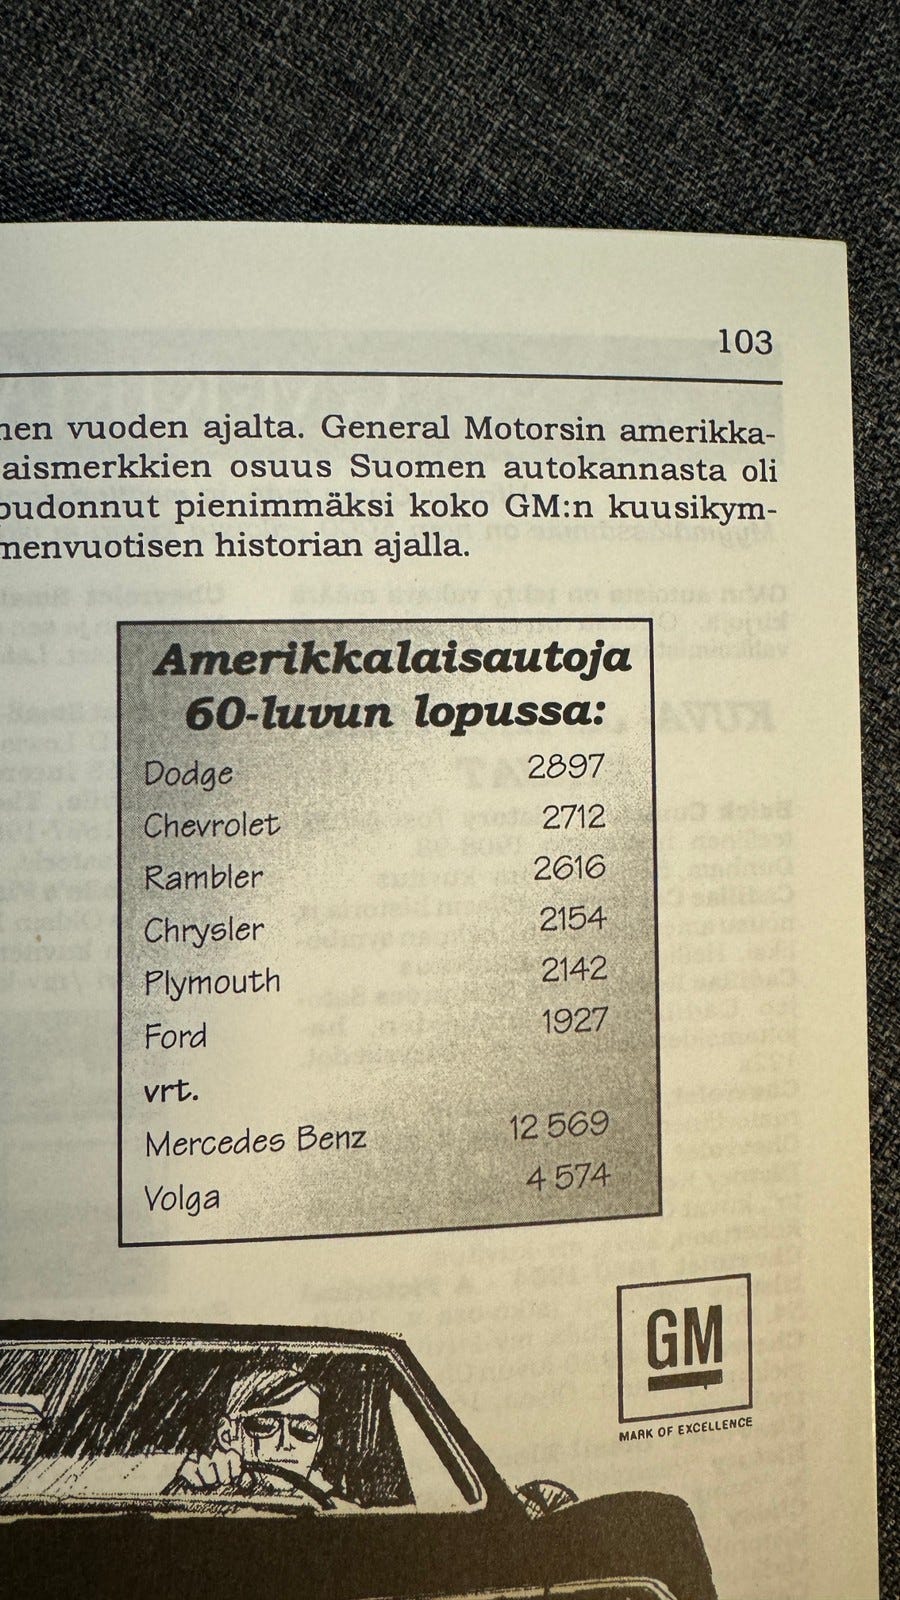 103
nen vuoden ajalta. General Motorsin amerikka-
aismerkkien osuus Suomen autokannasta oli
pudonnut pienimmäksi koko GM:n kuusikym-
menvuotisen historian ajalla.
Amerikkalaisautoja
60-luvun lopussa:
Dodge 2897
Chevrolet 2712
Rambler 2616
Chrysler 2154
Plymouth 2142
Ford 1927
vrt.
Mercedes Benz 12 569
Volga 4 574
GM
MARK OF EXCELLENCE